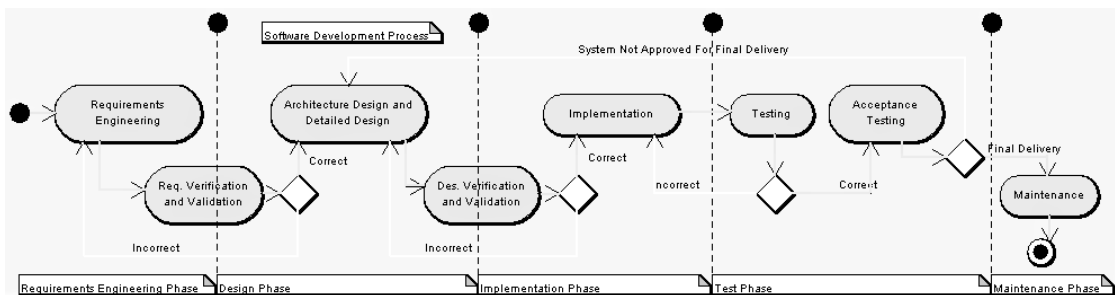 Software Development Process
System Not Approved For Final Delivery
Requirements
Engineering
Architecture Design and
Detailed Design
Implementation
Testing
Acceptance
Testing
Correct
Correct
Final Delivery
Req. Verification
and Validation
Des. Verification
and Validation
ncorrect
Correct
Maintenance
Incorrect
Incorrect
Requirements Engineering Phase
Design Phase
Implementation Phase
Test Phase
Maintenance Phase